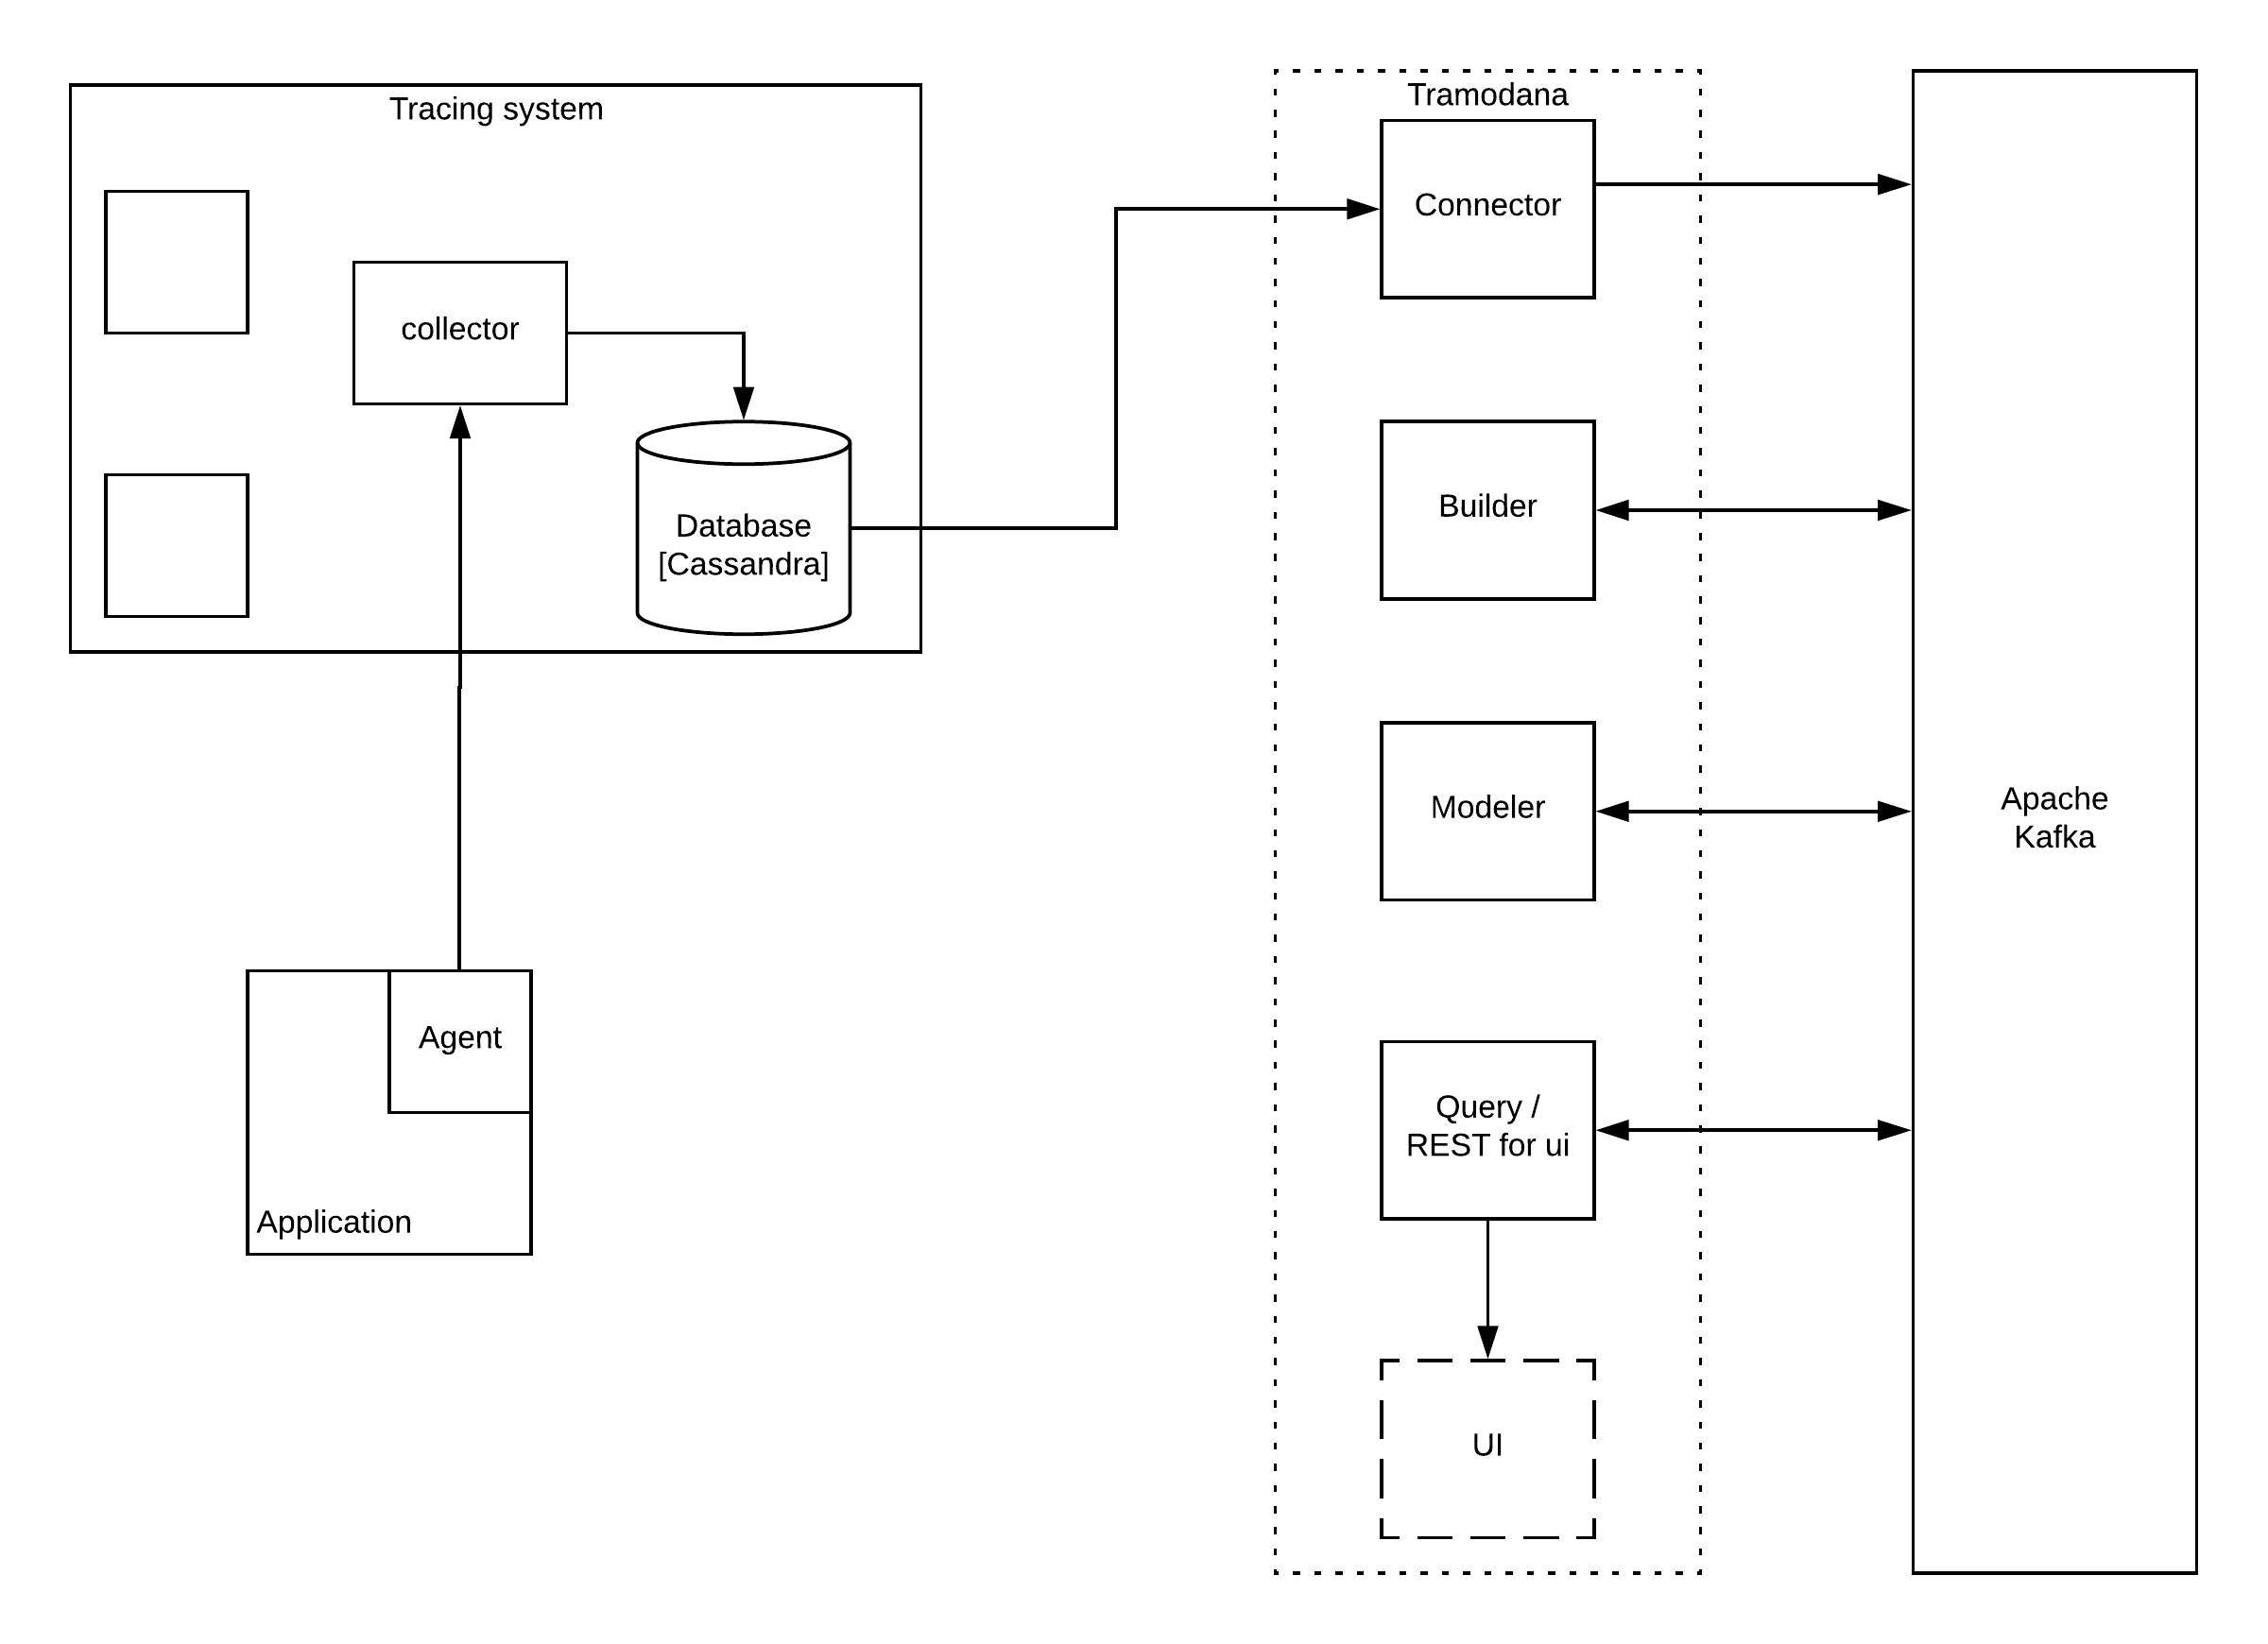 Tracing system
collector
Database
[Cassandra]
Agent
Application
Tramodana
Connector
Builder
Modeler
Query /
REST for ui
UI
Apache
Kafka